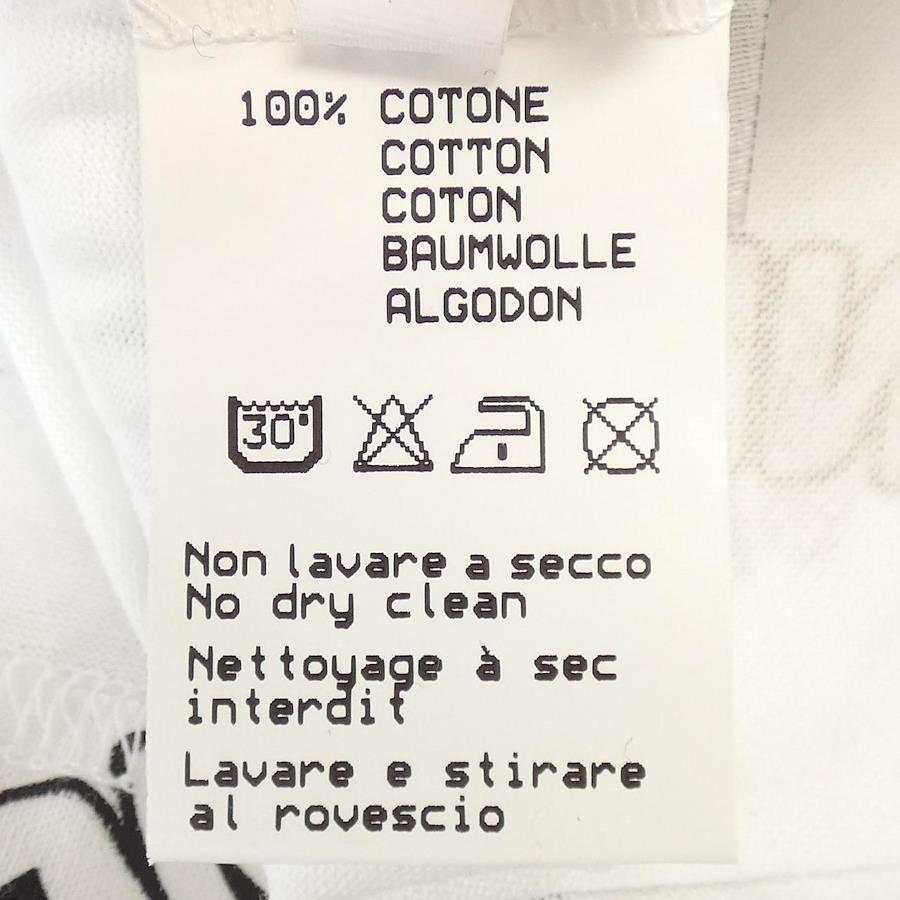 100% COTONE
COTTON
COTON
BAUMWOLLE
ALGODON
30°
Non lavare a secco
No dry clean
Nettoyage à sec
interdit
Lavare e stirare
al rovescio